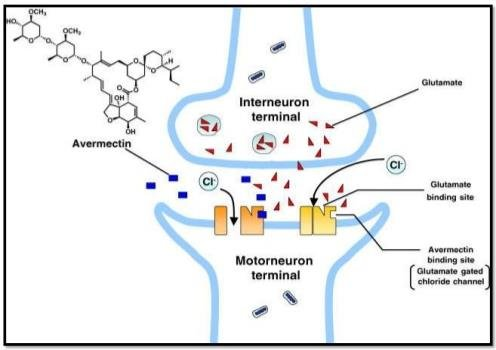 OCH₃
HO
OCH₃
O
O
O
O
O
O
H
O
O
OH
O
H
OH
Interneuron
terminal
Glutamate
Avermectin
Cl⁻
Cl⁻
Glutamate
binding site
Motorneuron
terminal
Avermectin
binding site
Glutamate gated
chloride channel